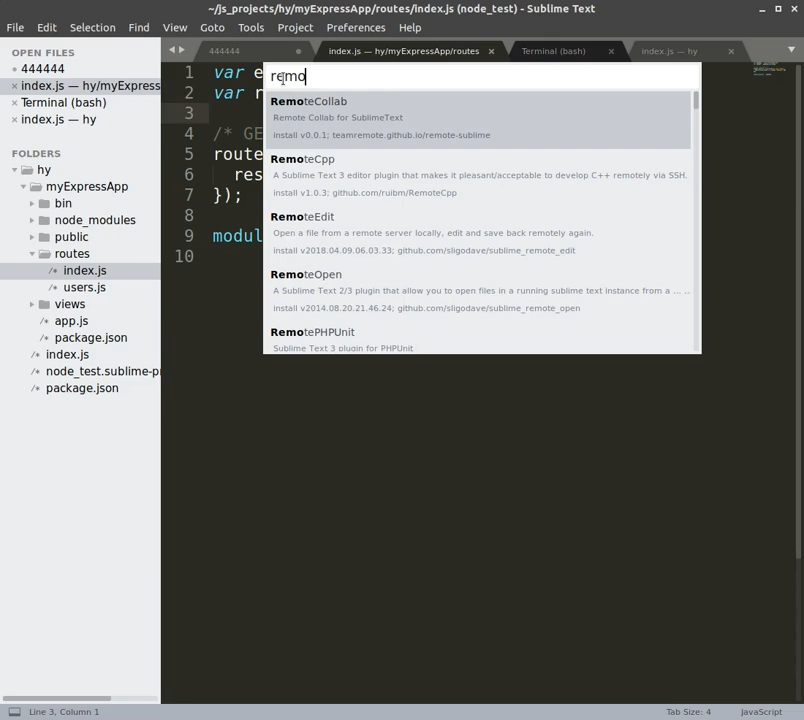 ~/js_projects/hy/myExpressApp/routes/index.js (node_test) - Sublime Text
File Edit Selection Find View Goto Tools Project Preferences Help
OPEN FILES
444444
index.js — hy/myExpress
Terminal (bash)
index.js — hy
FOLDERS
hy
myExpressApp
bin
node_modules
public
routes
/* index.js
/* users.js
views
/* app.js
/* package.json
/* index.js
/* node_test.sublime-pr
/* package.json
444444
index.js — hy/myExpressApp/routes
Terminal (bash)
index.js — hy
1 var e
2 var r
3
4 /* GE
5 route
6 res
7 });
8
9 modul
10
remo
RemoteCollab
Remote Collab for SublimeText
install v0.0.1; teamremote.github.io/remote-sublime
RemoteCpp
A Sublime Text 3 editor plugin that makes it pleasant/acceptable to develop C++ remotely via SSH.
install v1.0.3; github.com/ruibm/RemoteCpp
RemoteEdit
Open a file from a remote server locally, edit and save back remotely again.
install v2018.04.09.06.03.33; github.com/sligodave/sublime_remote_edit
RemoteOpen
A Sublime Text 2/3 plugin that allow you to open files in a running sublime text instance from a ... ..
install v2014.08.20.21.46.24; github.com/sligodave/sublime_remote_open
RemotePHPUnit
Sublime Text 3 plugin for PHPUnit
Line 3, Column 1
Tab Size: 4
JavaScript